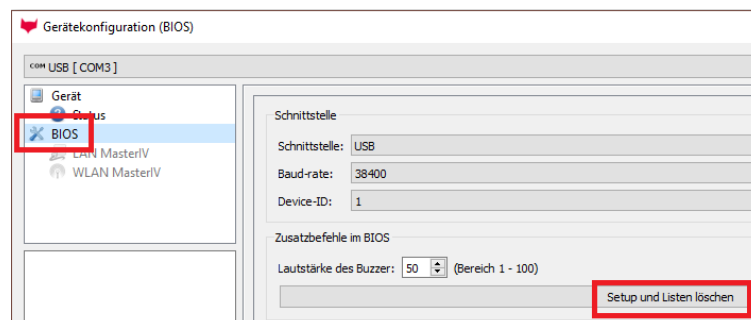 Gerätekonfiguration (BIOS)
COM USB [ COM3 ]
Gerät
Status
BIOS
LAN MasterIV
WLAN MasterIV
Schnittstelle
Schnittstelle: USB
Baud-rate: 38400
Device-ID: 1
Zusatzbefehle im BIOS
Lautstärke des Buzzer: 50 (Bereich 1 - 100)
Setup und Listen löschen